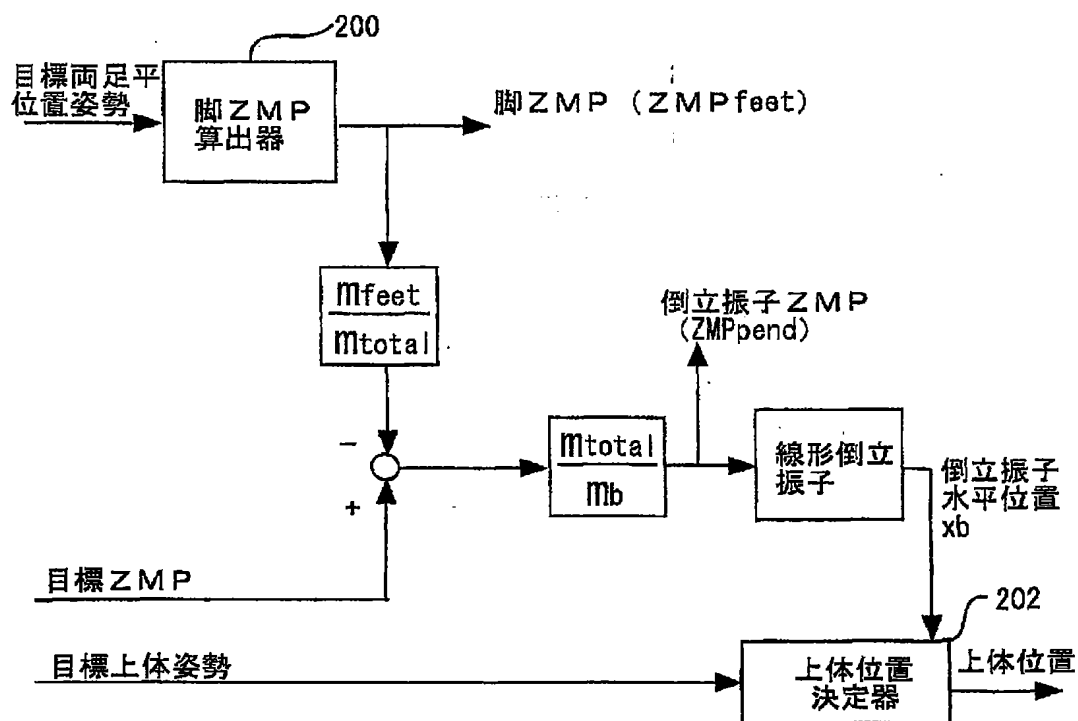 200
目標両足平
位置姿勢
脚ZMP
算出器
脚ZMP（ZMPfeet）
mfeet
mtotal
倒立振子ZMP
(ZMPpend)
−
+
mtotal
mb
線形倒立
振子
倒立振子
水平位置
xb
目標ZMP
202
目標上体姿勢
上体位置
決定器
上体位置